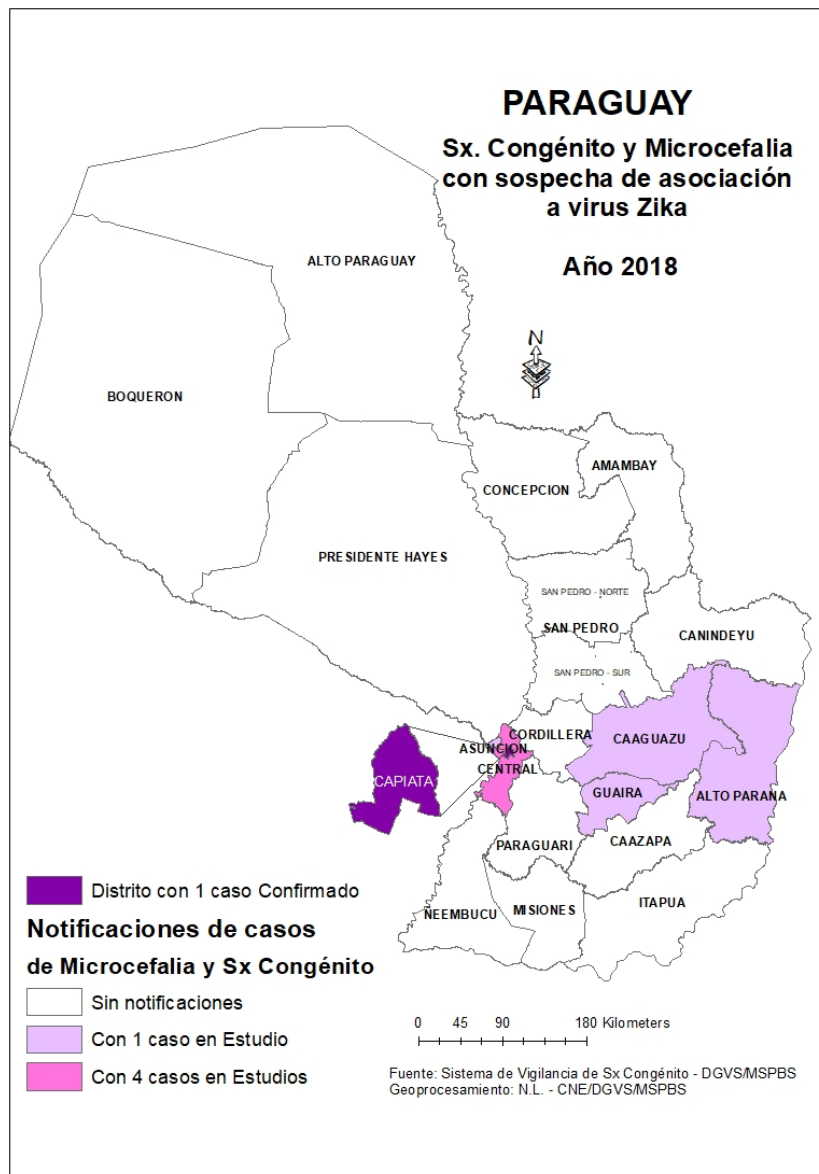 PARAGUAY
Sx. Congénito y Microcefalia
con sospecha de asociación
a virus Zika
Año 2018
N
ALTO PARAGUAY
BOQUERON
CONCEPCION
AMAMBAY
PRESIDENTE HAYES
SAN PEDRO - NORTE
SAN PEDRO
CANINDEYU
SAN PEDRO - SUR
CORDILLERA
ASUNCION
CAAGUAZU
CENTRAL
CAPIATA
GUAIRA
ALTO PARANA
PARAGUARI
CAAZAPA
NEEMBUCU
MISIONES
ITAPUA
Distrito con 1 caso Confirmado
Notificaciones de casos
de Microcefalia y Sx Congénito
Sin notificaciones
Con 1 caso en Estudio
Con 4 casos en Estudios
0 45 90 180 Kilometers
Fuente: Sistema de Vigilancia de Sx Congénito - DGVS/MSPBS
Geoprocesamiento: N.L. - CNE/DGVS/MSPBS